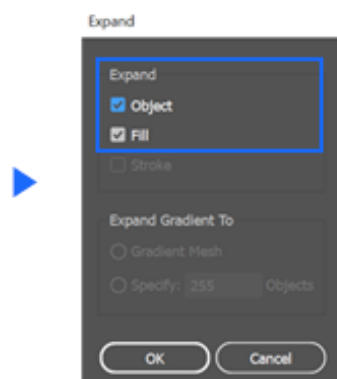 Expand
Expand
Object
Fill
Stroke
Expand Gradient To
Gradient Mesh
Specify: 255 Objects
OK Cancel